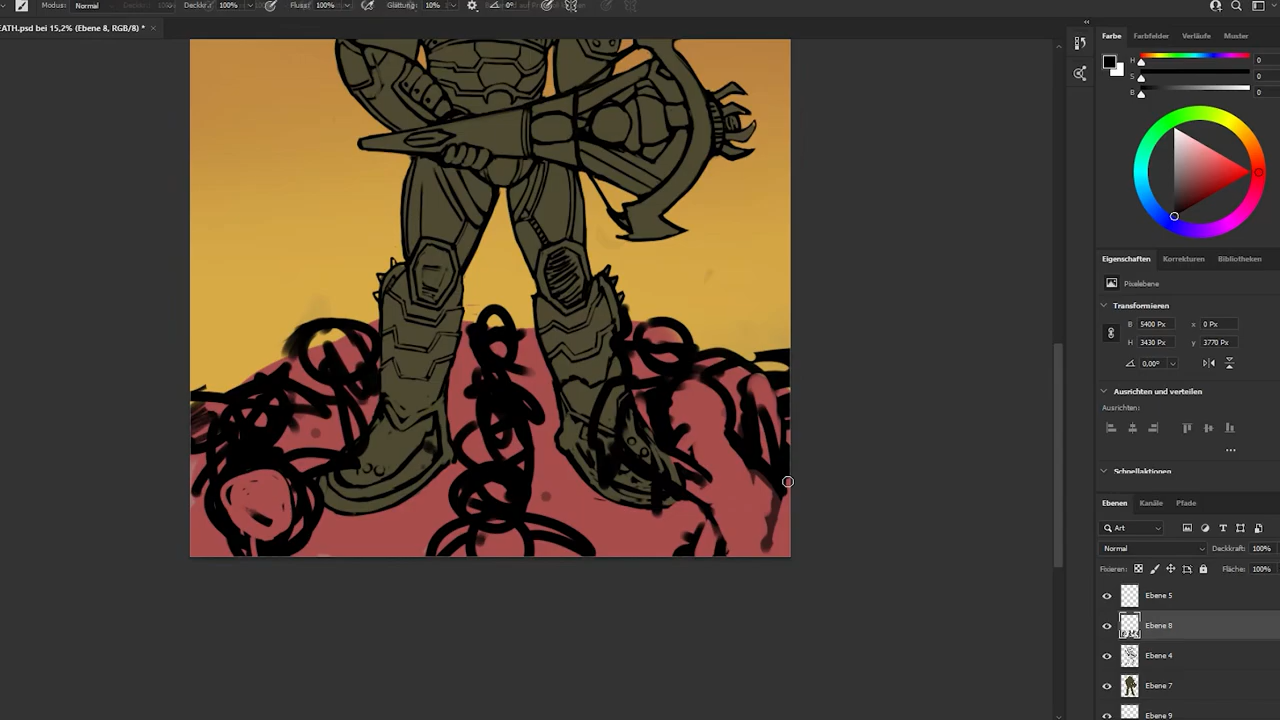 Modus: Normal Deckkr.: 100% Fluss: 100% Glättung: 10% 0°
EATH.psd bei 15,2% (Ebene 8, RGB/8) *
Farbe Farbfelder Verläufe Muster
H 0
S 0
B 0
Eigenschaften Korrekturen Bibliotheken
Pixelebene
Transformieren
B 5400 Px x 0 Px
H 3430 Px y 3770 Px
0,00°
Ausrichten und verteilen
Ausrichten:
Schnellaktionen
Ebenen Kanäle Pfade
Art
Normal Deckkraft: 100%
Fixieren: Fläche: 100%
Ebene 5
Ebene 8
Ebene 4
Ebene 7
Ebene 9